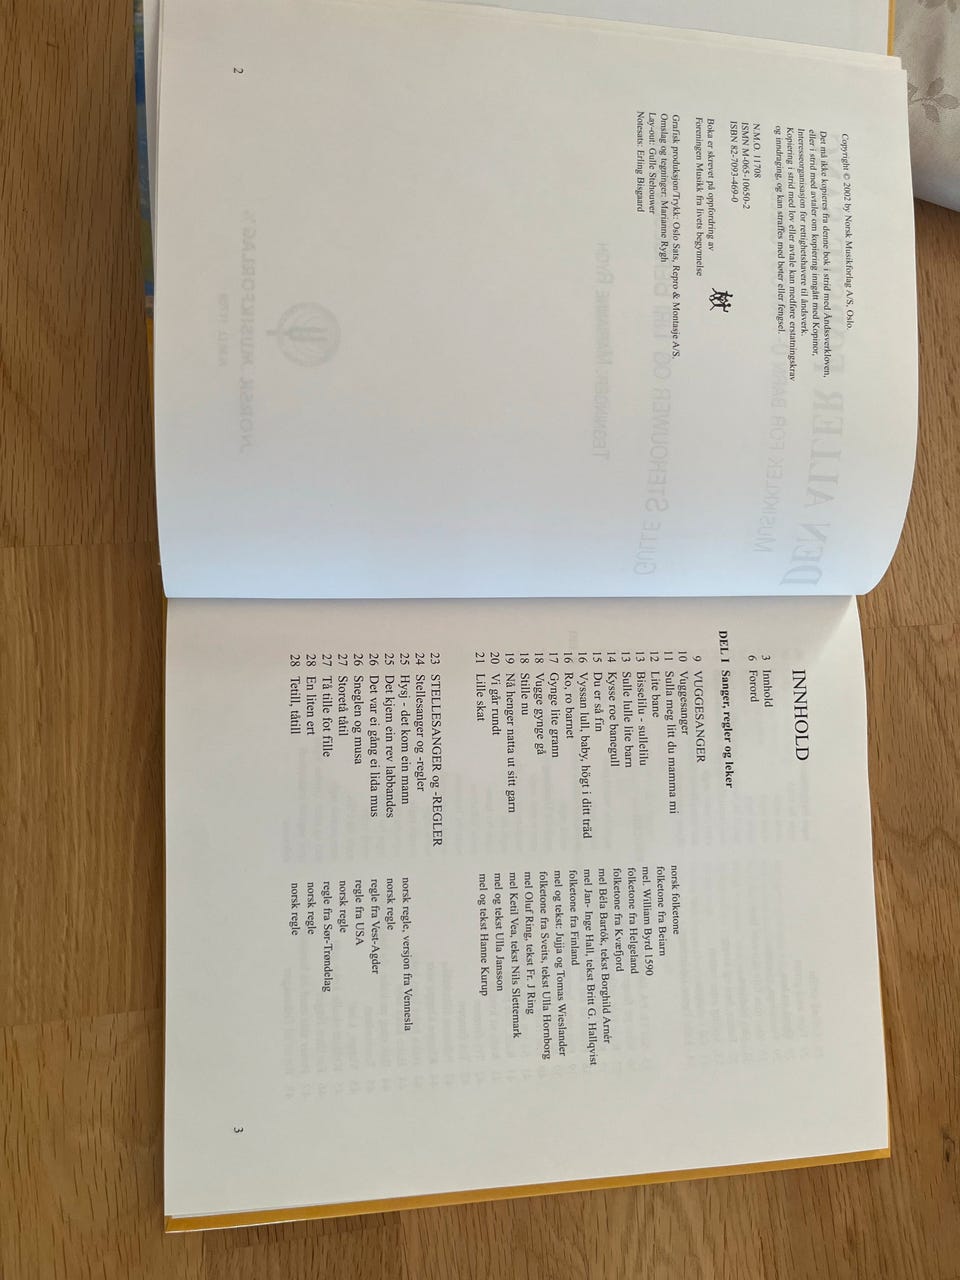 Copyright © 2002 by Norsk Musikforlag A/S, Oslo.
Det må ikke kopieres fra denne bok i strid med Åndssverkloven,
eller i strid med avtaler om kopiering inngått med Kopinor,
Interesseorganisasjon for rettighetshavere til åndsverk.
Kopiering i strid med lov eller avtale kan medføre erstatningskrav
og inndraging, og kan straffes med bøter eller fengsel.
N.M.O. 11708
ISMN M-065-10650-2
ISBN 82-7093-469-0
Boka er skrevet på oppfordring av
Foreningen Musikk fra livets begynnelse
Grafisk produksjon/Trykk: Oslo Sats, Repro & Montasje A/S.
Omslag og tegninger: Marianne Rygh
Lay-out: Gulle Stehouwer
Notesats: Erling Bisgaard
2
INNHOLD
3 Innhold
6 Forord
DEL I Sanger, regler og leker
9 VUGGESANGER
10 Vuggesanger
11 Sulla meg litt du mamma mi norsk folketone
12 Lite bane folketone fra Beiarn
13 Bisselilu - sullelilu mel. William Byrd 1590
13 Sulle lulle lite barn folketone fra Helgeland
14 Kysse roe banegull folketone fra Kvæfjord
15 Du er så fin mel Béla Bartók, tekst Borghild Arnér
16 Vyssan lull, baby, högt i ditt träd mel Jan- Inge Hall, tekst Britt G. Hallqvist
16 Ro, ro barnet folketone fra Finland
17 Gynge lite grann mel og tekst: Jujja og Tomas Wieslander
18 Vugge gynge gå folketone fra Sveits, tekst Ulla Hornborg
18 Stille nu mel Oluf Ring, tekst Fr. J Ring
19 Nå henger natta ut sitt garn mel Ketil Vea, tekst Nils Slettemark
20 Vi går rundt mel og tekst Ulla Jansson
21 Lille skat mel og tekst Hanne Kurup
23 STELLESANGER og -REGLER
24 Stellesanger og -regler
25 Hysj - det kom ein mann norsk regle, versjon fra Vennesla
25 Det kjem ein rev labbandes norsk regle
26 Det var ei gång ei lida mus regle fra Vest-Agder
26 Sneglen og musa regle fra USA
27 Storetå tåtil norsk regle
27 Tå tille fot fille regle fra Sør-Trøndelag
28 En liten ert norsk regle
28 Tetill, tåtill norsk regle
3